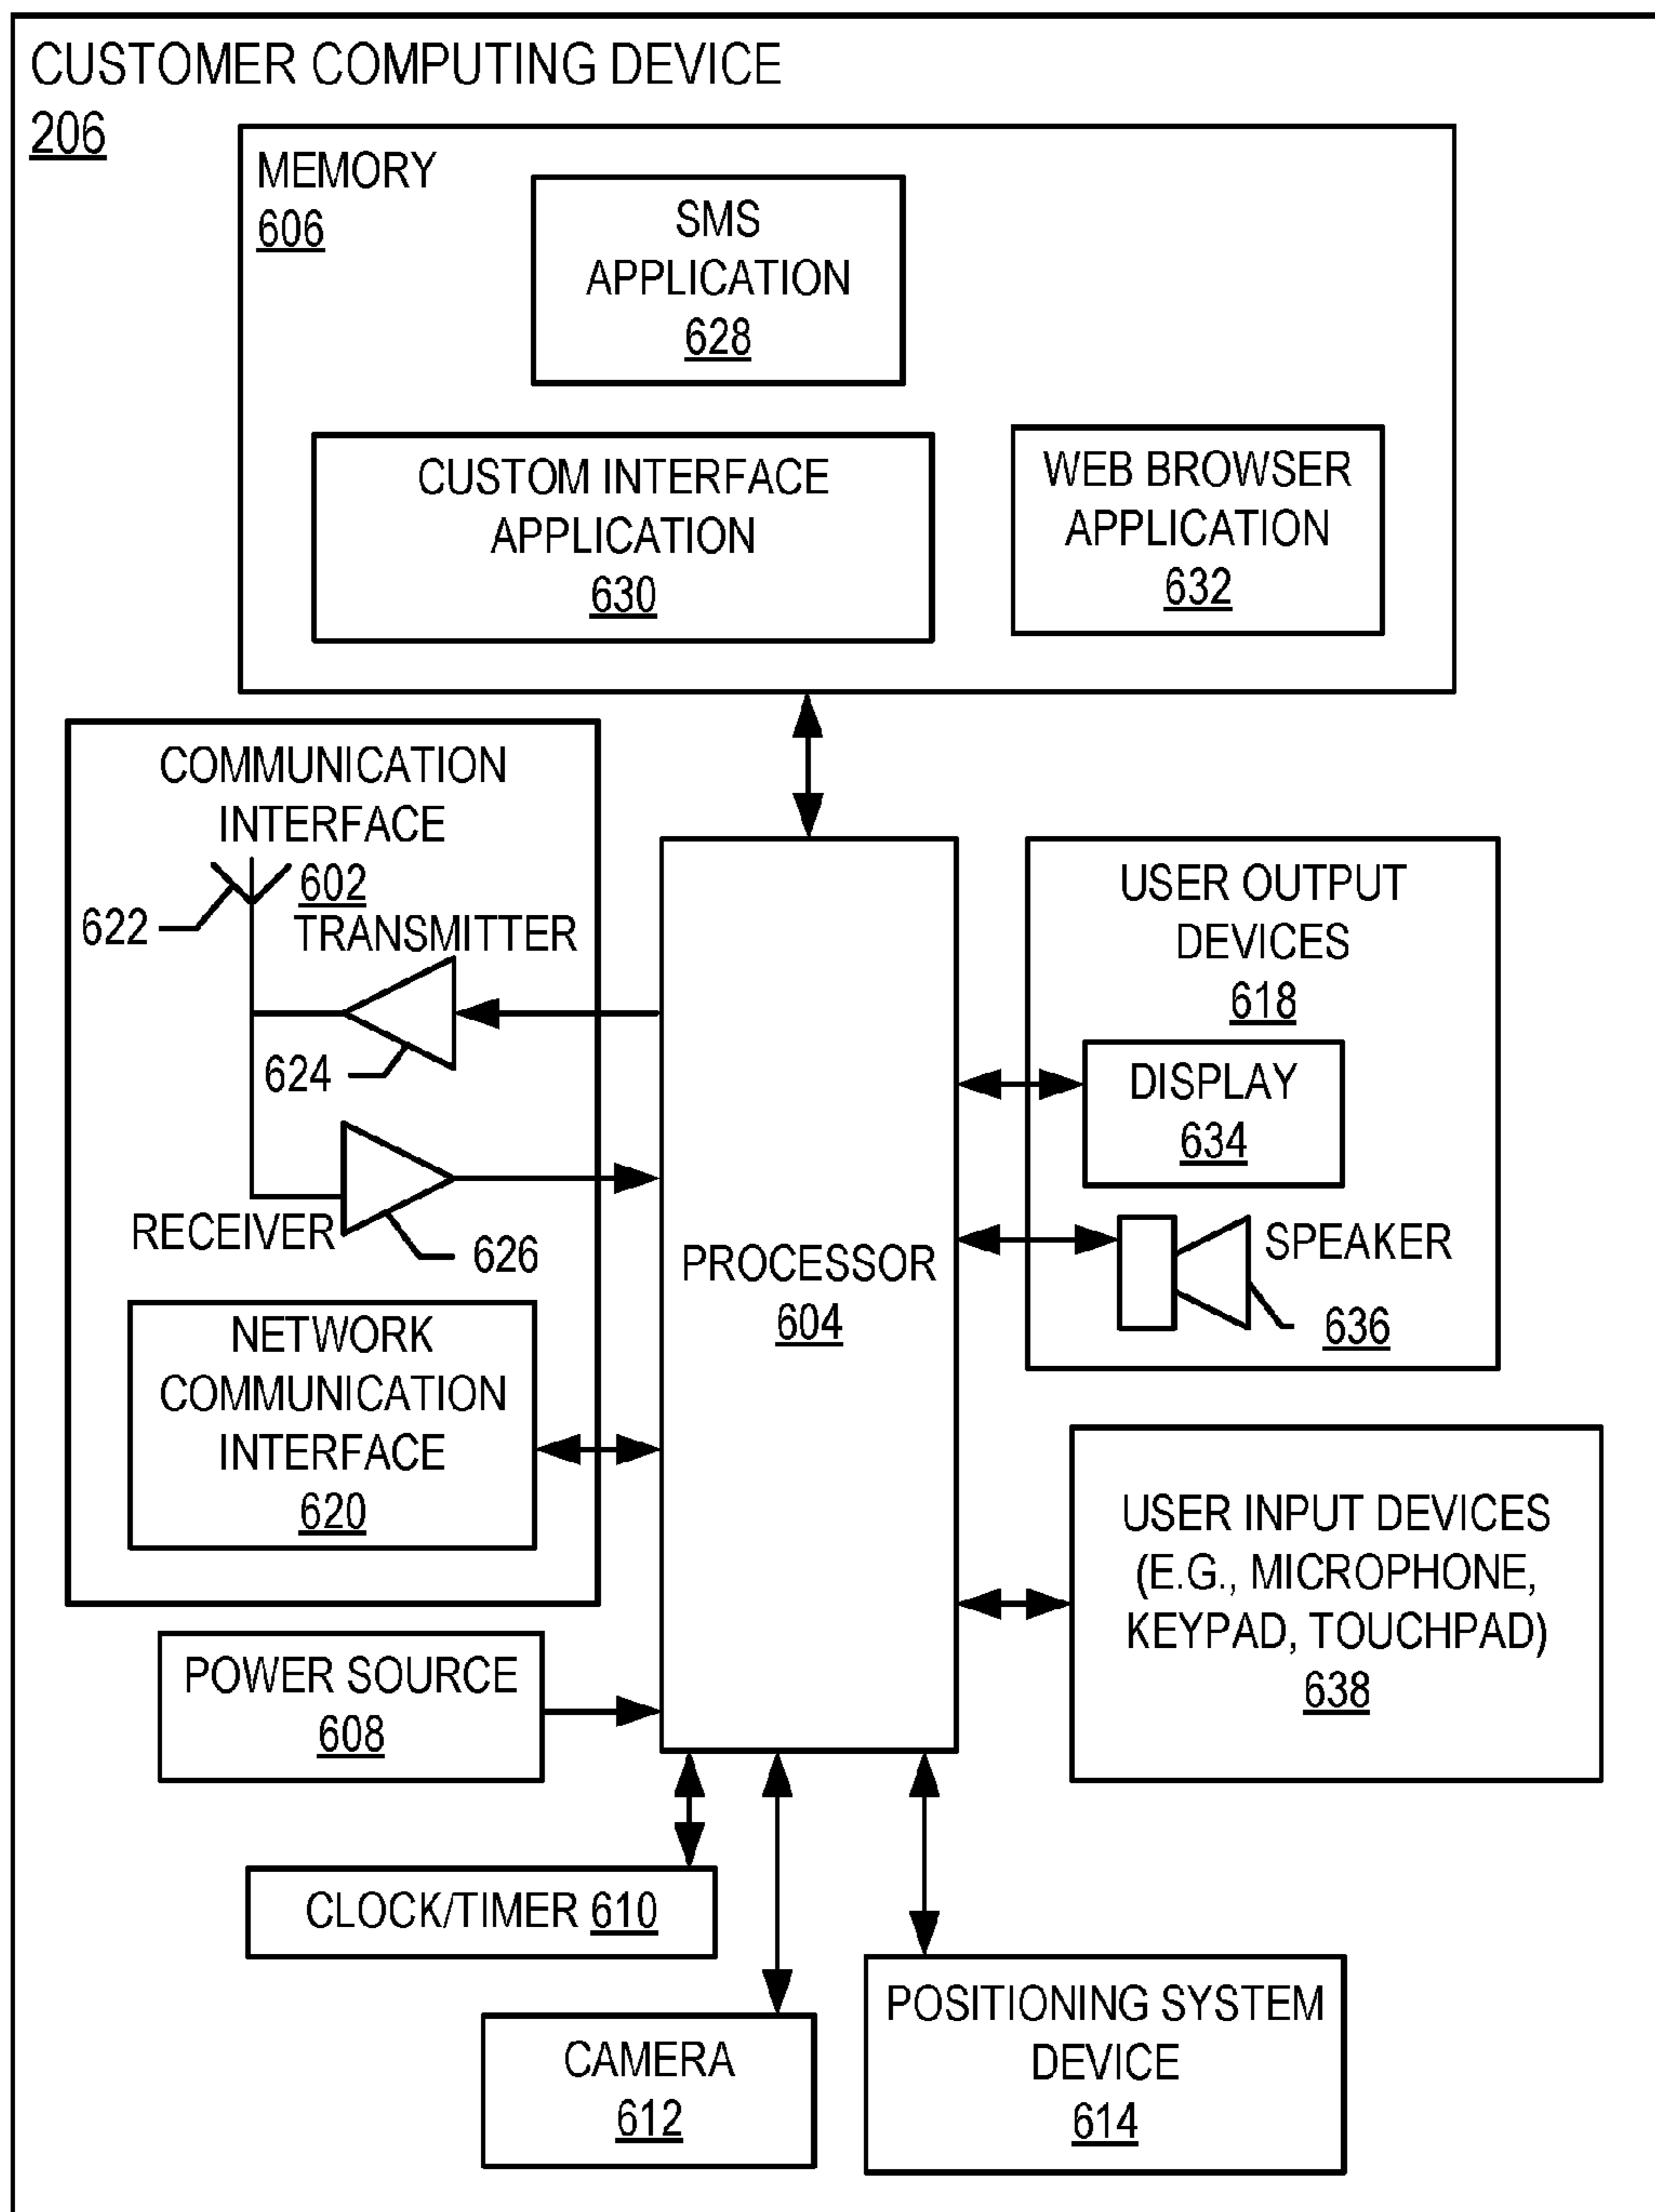 CUSTOMER COMPUTING DEVICE
206
MEMORY
606
SMS
APPLICATION
628
CUSTOM INTERFACE
APPLICATION
630
WEB BROWSER
APPLICATION
632
COMMUNICATION
INTERFACE
602
622
TRANSMITTER
624
RECEIVER
626
NETWORK
COMMUNICATION
INTERFACE
620
PROCESSOR
604
USER OUTPUT
DEVICES
618
DISPLAY
634
SPEAKER
636
USER INPUT DEVICES
(E.G., MICROPHONE,
KEYPAD, TOUCHPAD)
638
POWER SOURCE
608
CLOCK/TIMER 610
CAMERA
612
POSITIONING SYSTEM
DEVICE
614